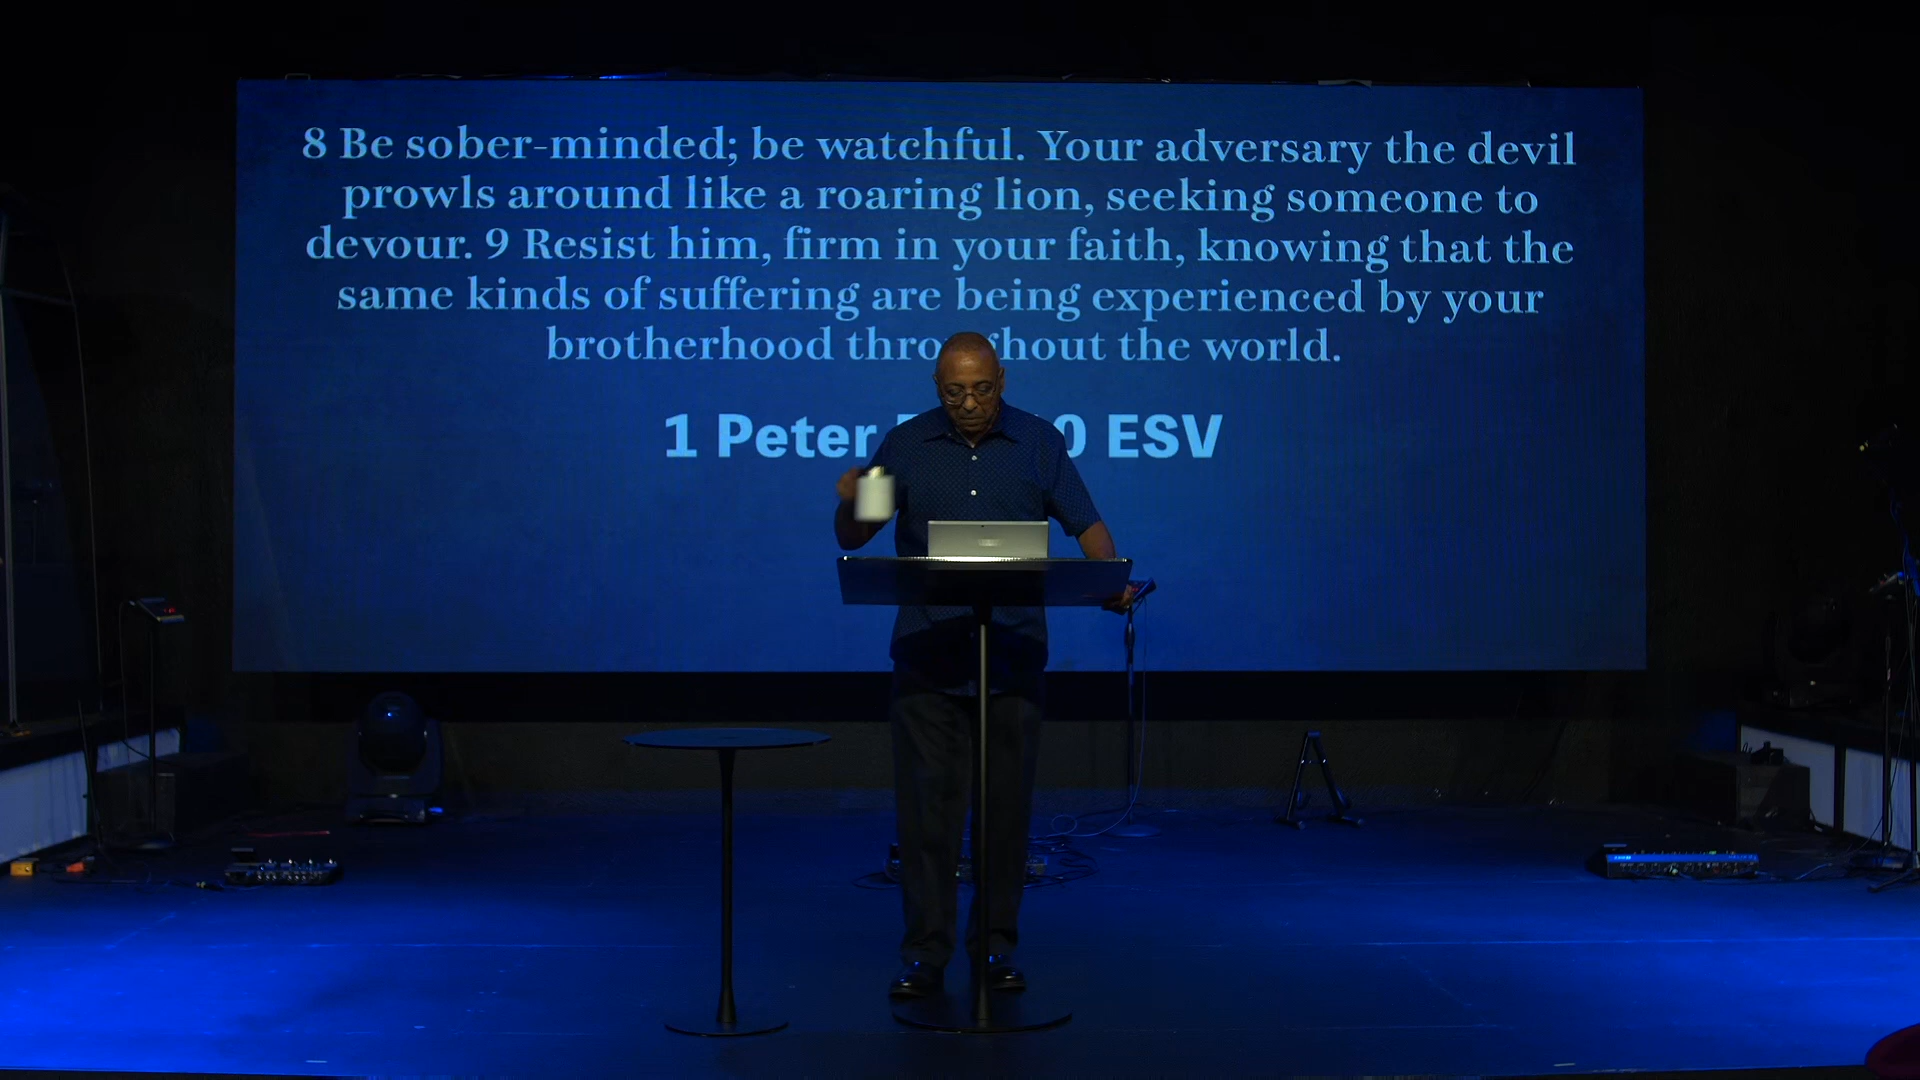 8 Be sober-minded; be watchful. Your adversary the devil
prowls around like a roaring lion, seeking someone to
devour. 9 Resist him, firm in your faith, knowing that the
same kinds of suffering are being experienced by your
brotherhood throughout the world.
1 Peter 0 ESV